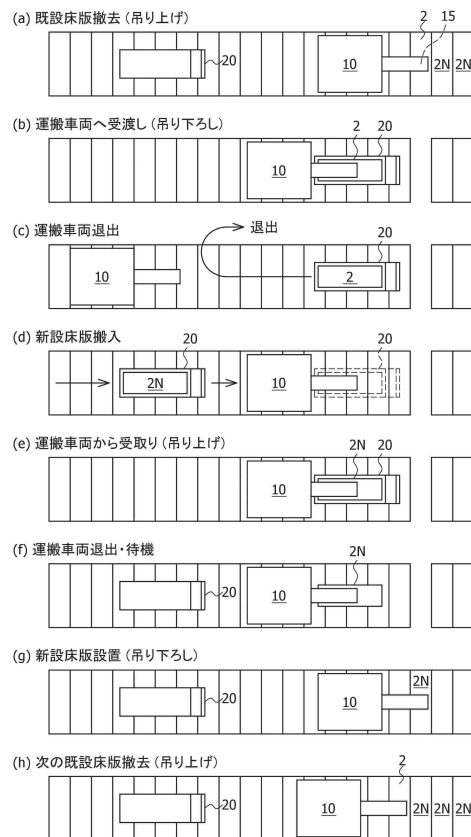 (a) 既設床版撤去(吊り上げ)
2 15
20 10 2N 2N
(b) 運搬車両へ受渡し(吊り下ろし)
2 20
10
(c) 運搬車両退出
退出
20
10 2
(d) 新設床版搬入
20 20
2N 10
(e) 運搬車両から受取り(吊り上げ)
2N 20
10
(f) 運搬車両退出・待機
2N
20 10
(g) 新設床版設置(吊り下ろし)
2N
20 10
(h) 次の既設床版撤去(吊り上げ)
2
20 10 2N 2N 2N